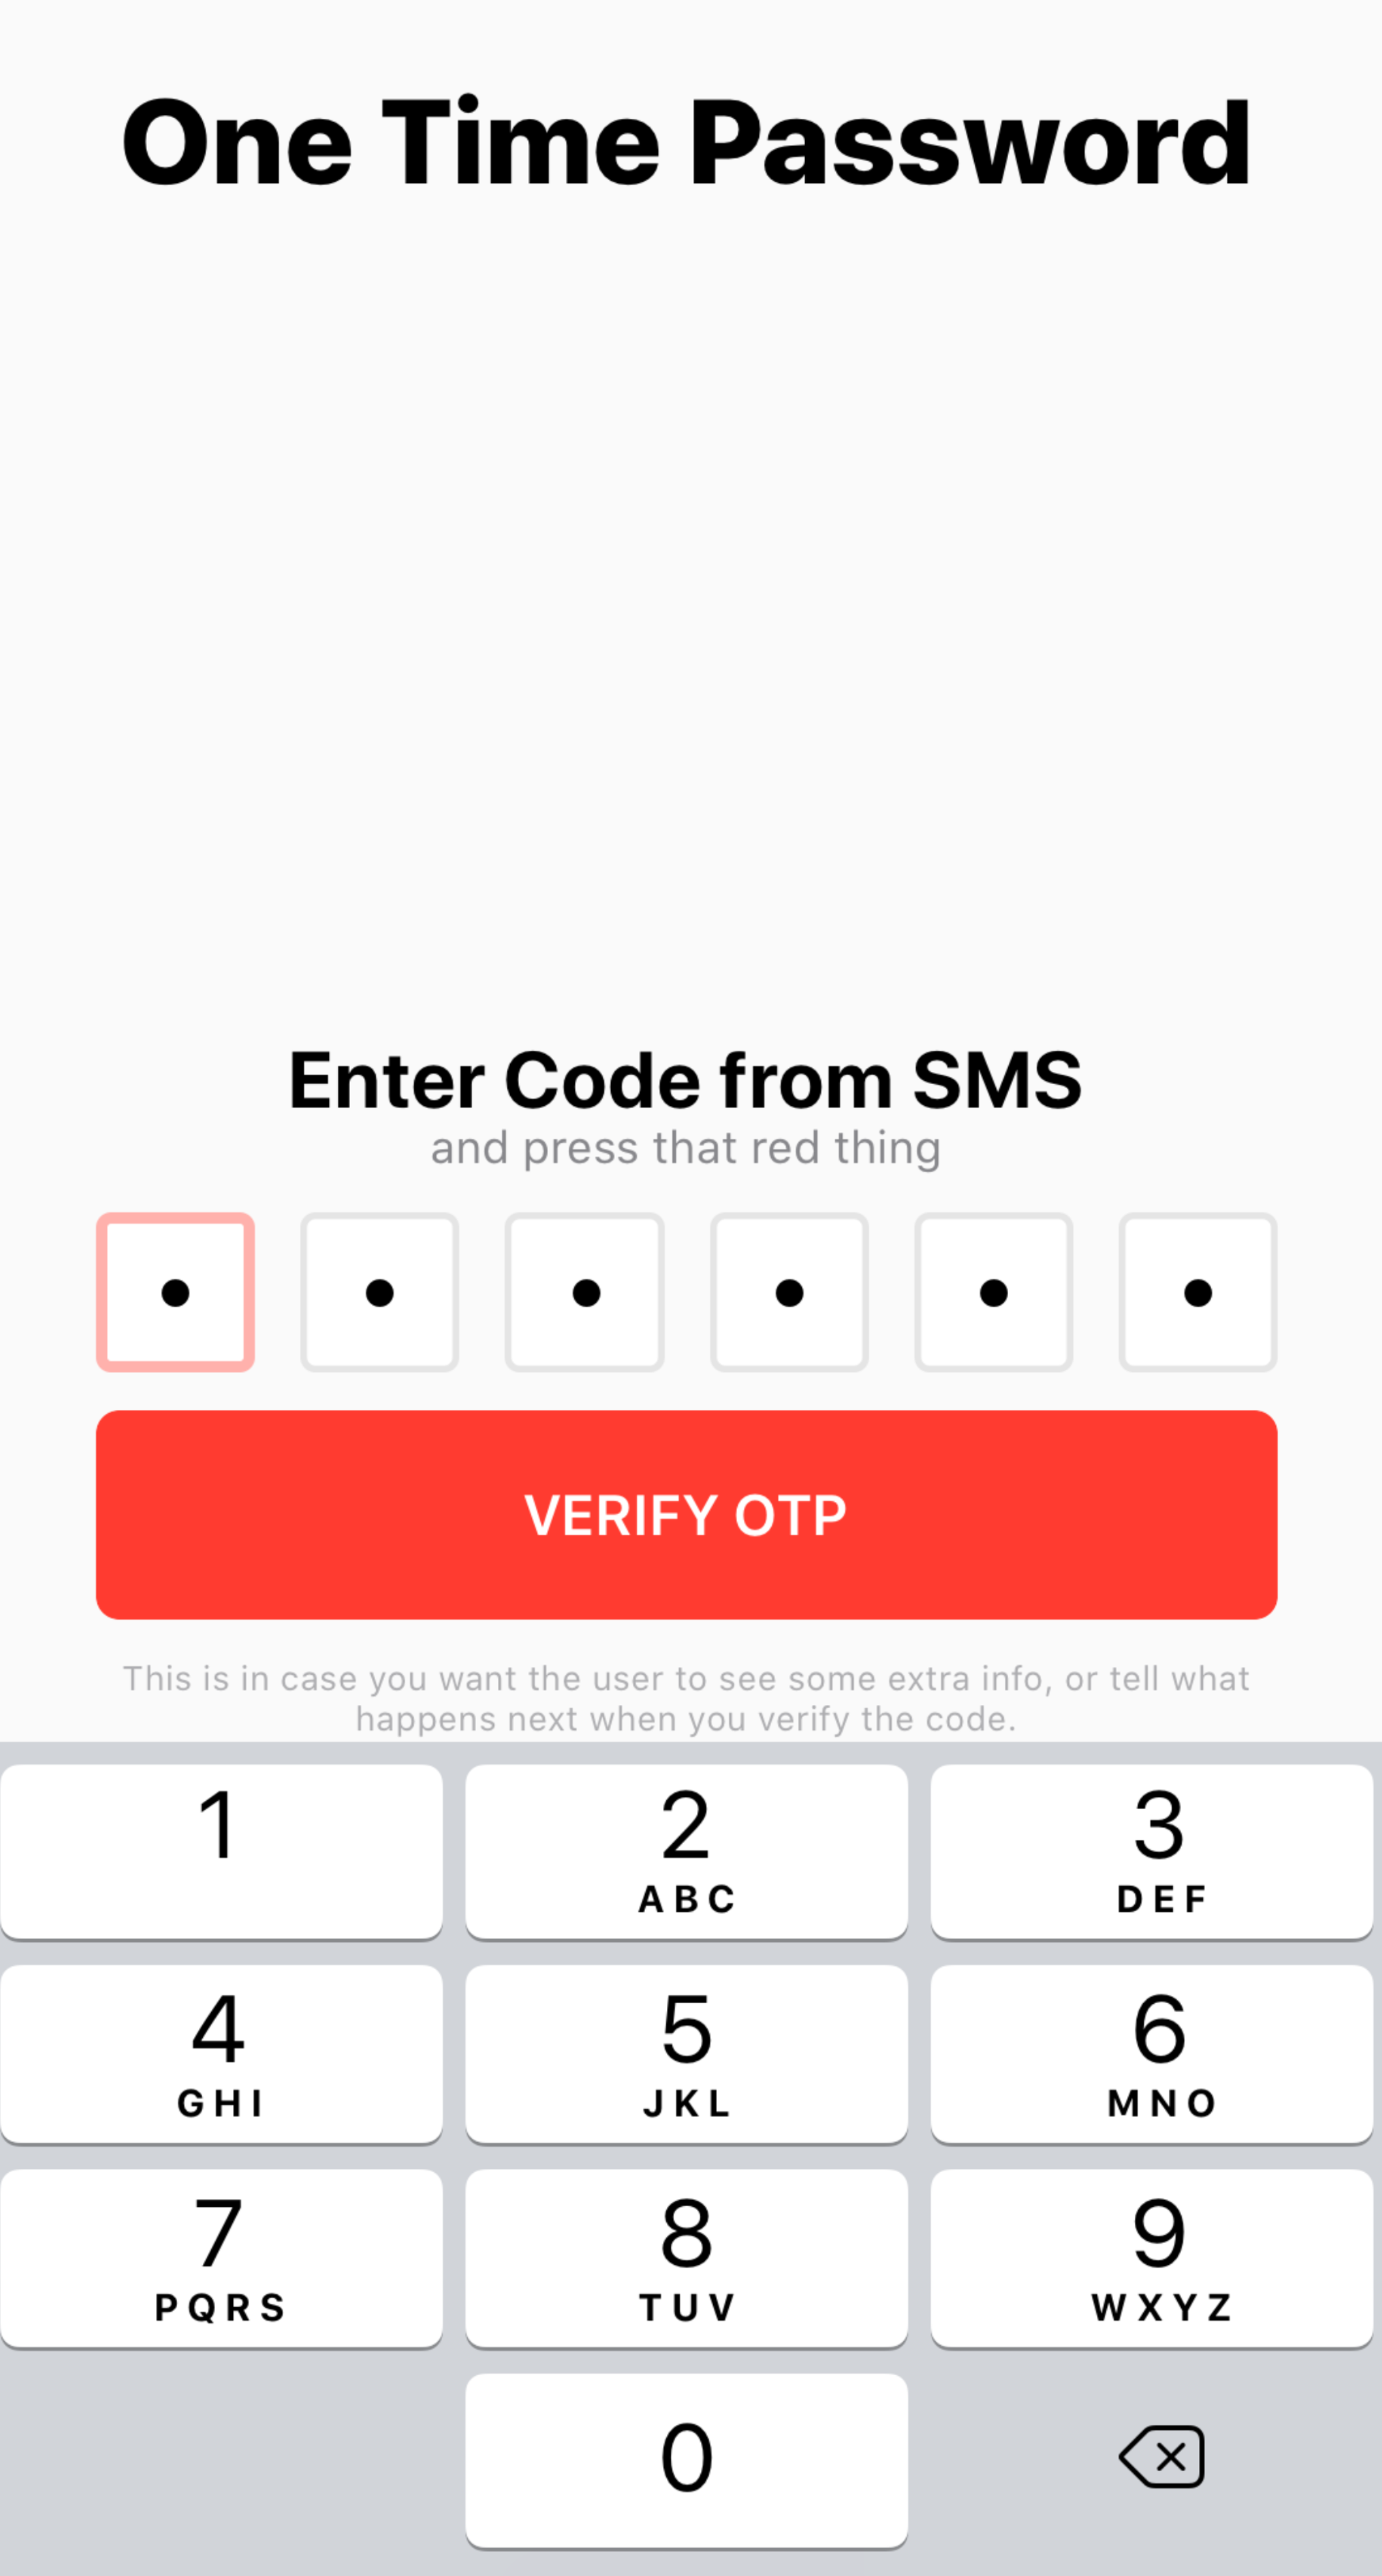 One Time Password
Enter Code from SMS
and press that red thing
VERIFY OTP
This is in case you want the user to see some extra info, or tell what
happens next when you verify the code.
1 2 3
ABC DEF
4 5 6
GHI JKL MNO
7 8 9
PQRS TUV WXYZ
0